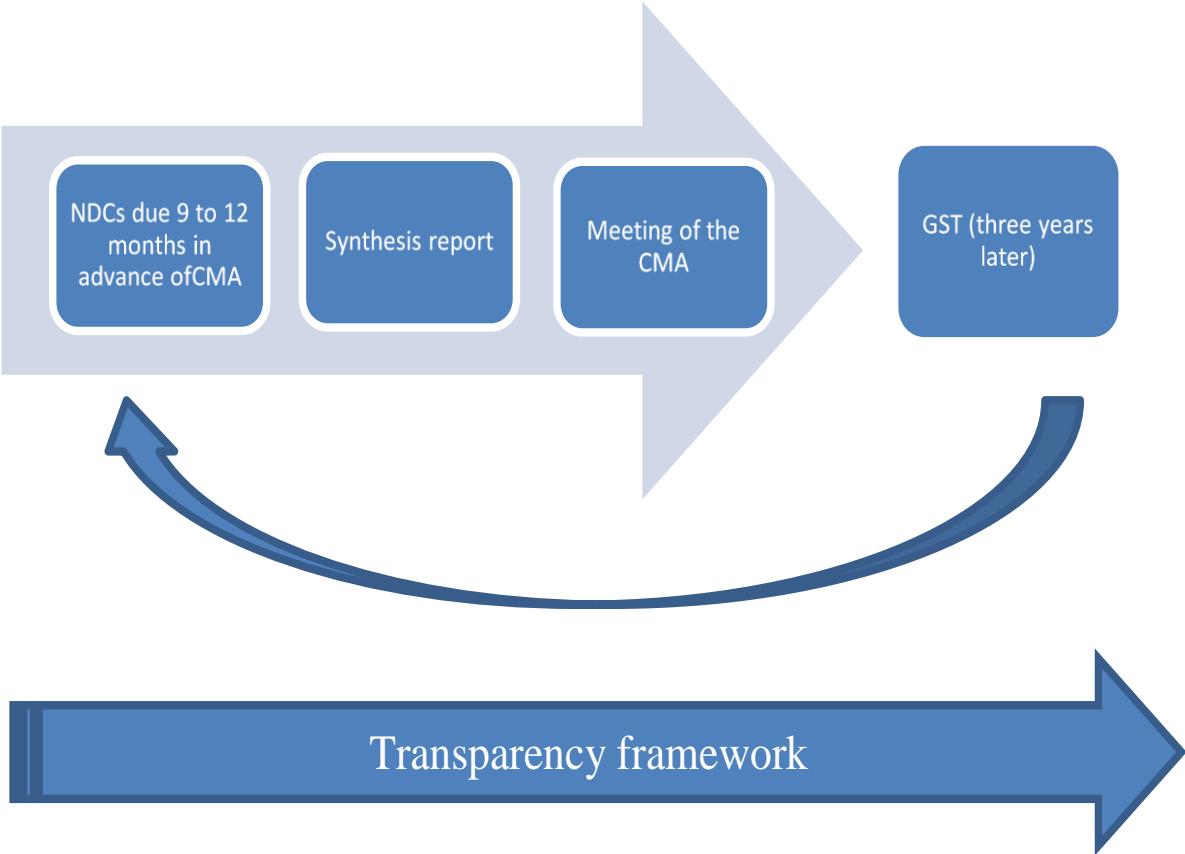 NDCs due 9 to 12
months in
advance ofCMA
Synthesis report
Meeting of the
CMA
GST (three years
later)
Transparency framework